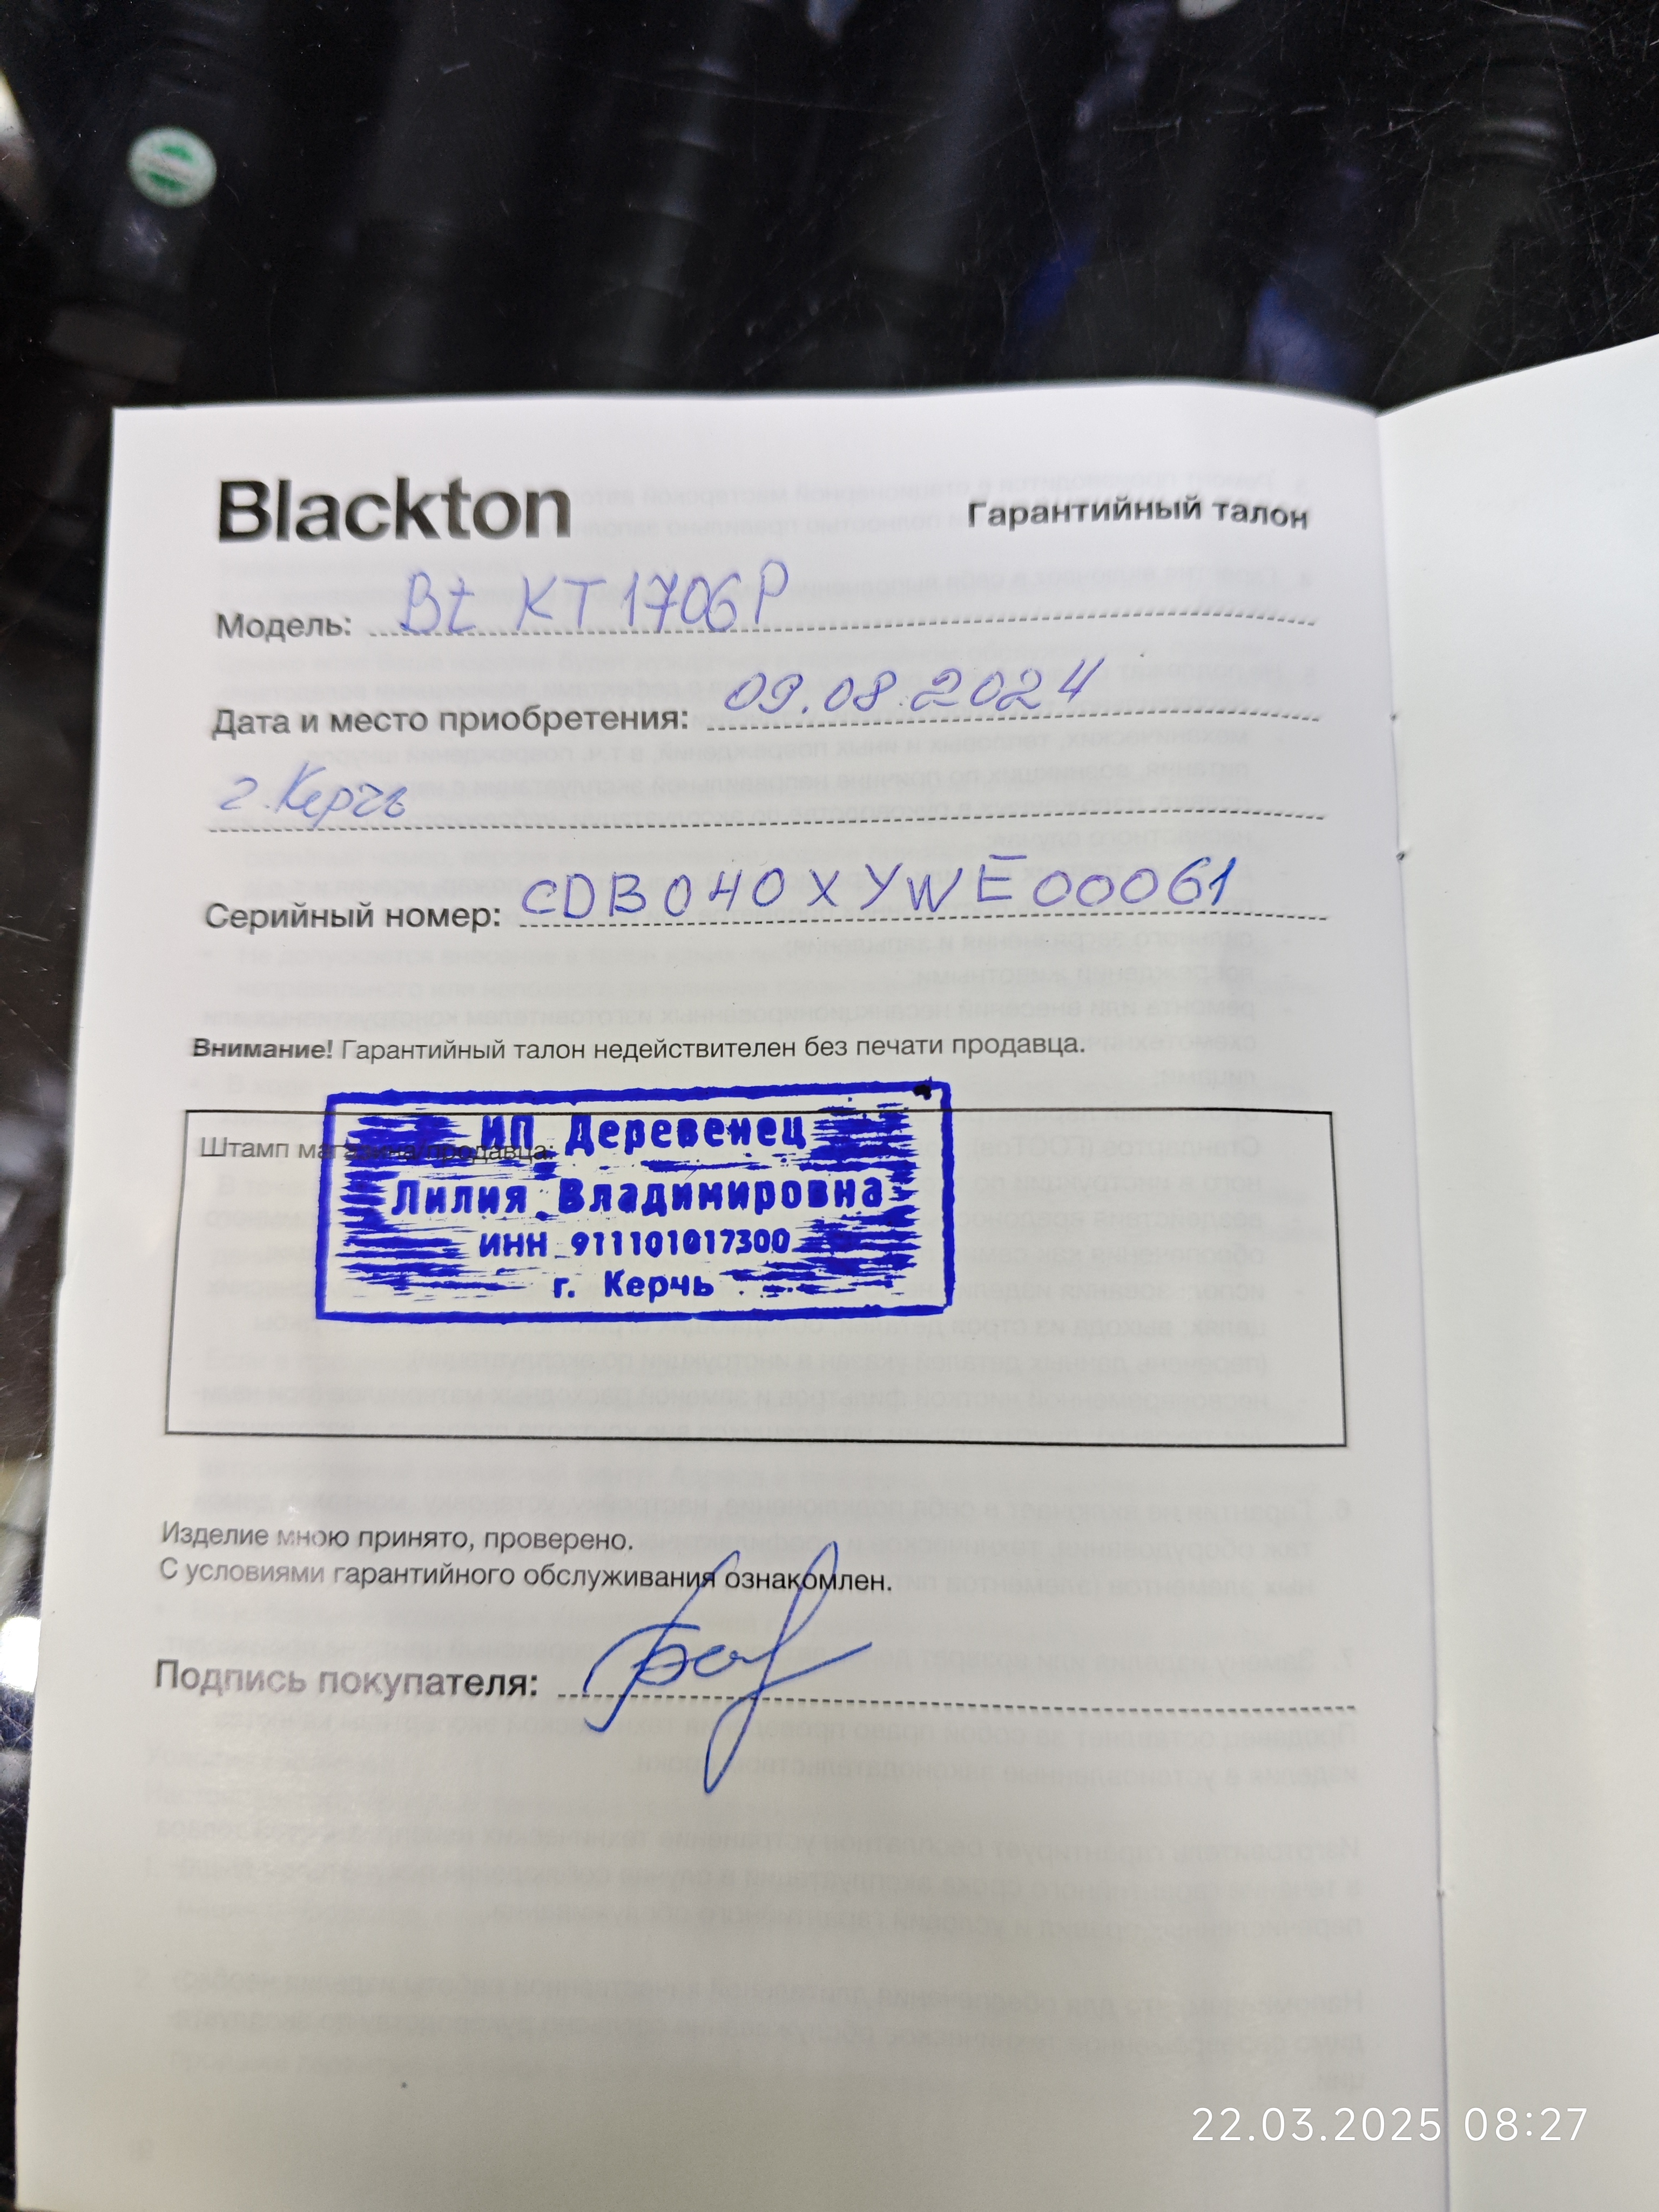 Blackton
Гарантийный талон
Модель: Bt KT1706P
Дата и место приобретения: 09.08.2024
г. Керчь
Серийный номер: CDB040XYWE00061
Внимание! Гарантийный талон недействителен без печати продавца.
Штамп магазина/продавца:
ИП Деревенец
Лилия Владимировна
ИНН 911101017300
г. Керчь
Изделие мною принято, проверено.
С условиями гарантийного обслуживания ознакомлен.
Подпись покупателя:
22.03.2025 08:27